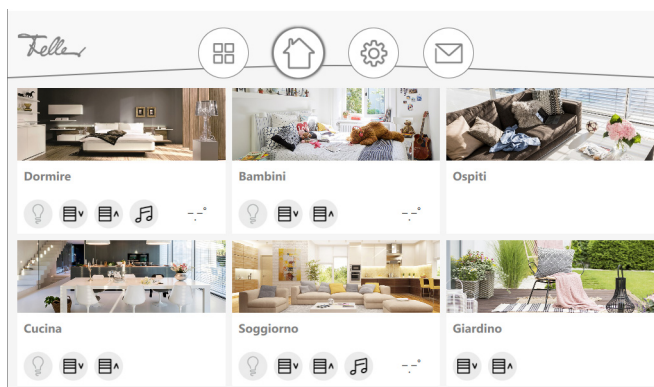 Feller
Dormire
Bambini
Ospiti
--.-°
--.-°
Cucina
Soggiorno
Giardino
--.-°